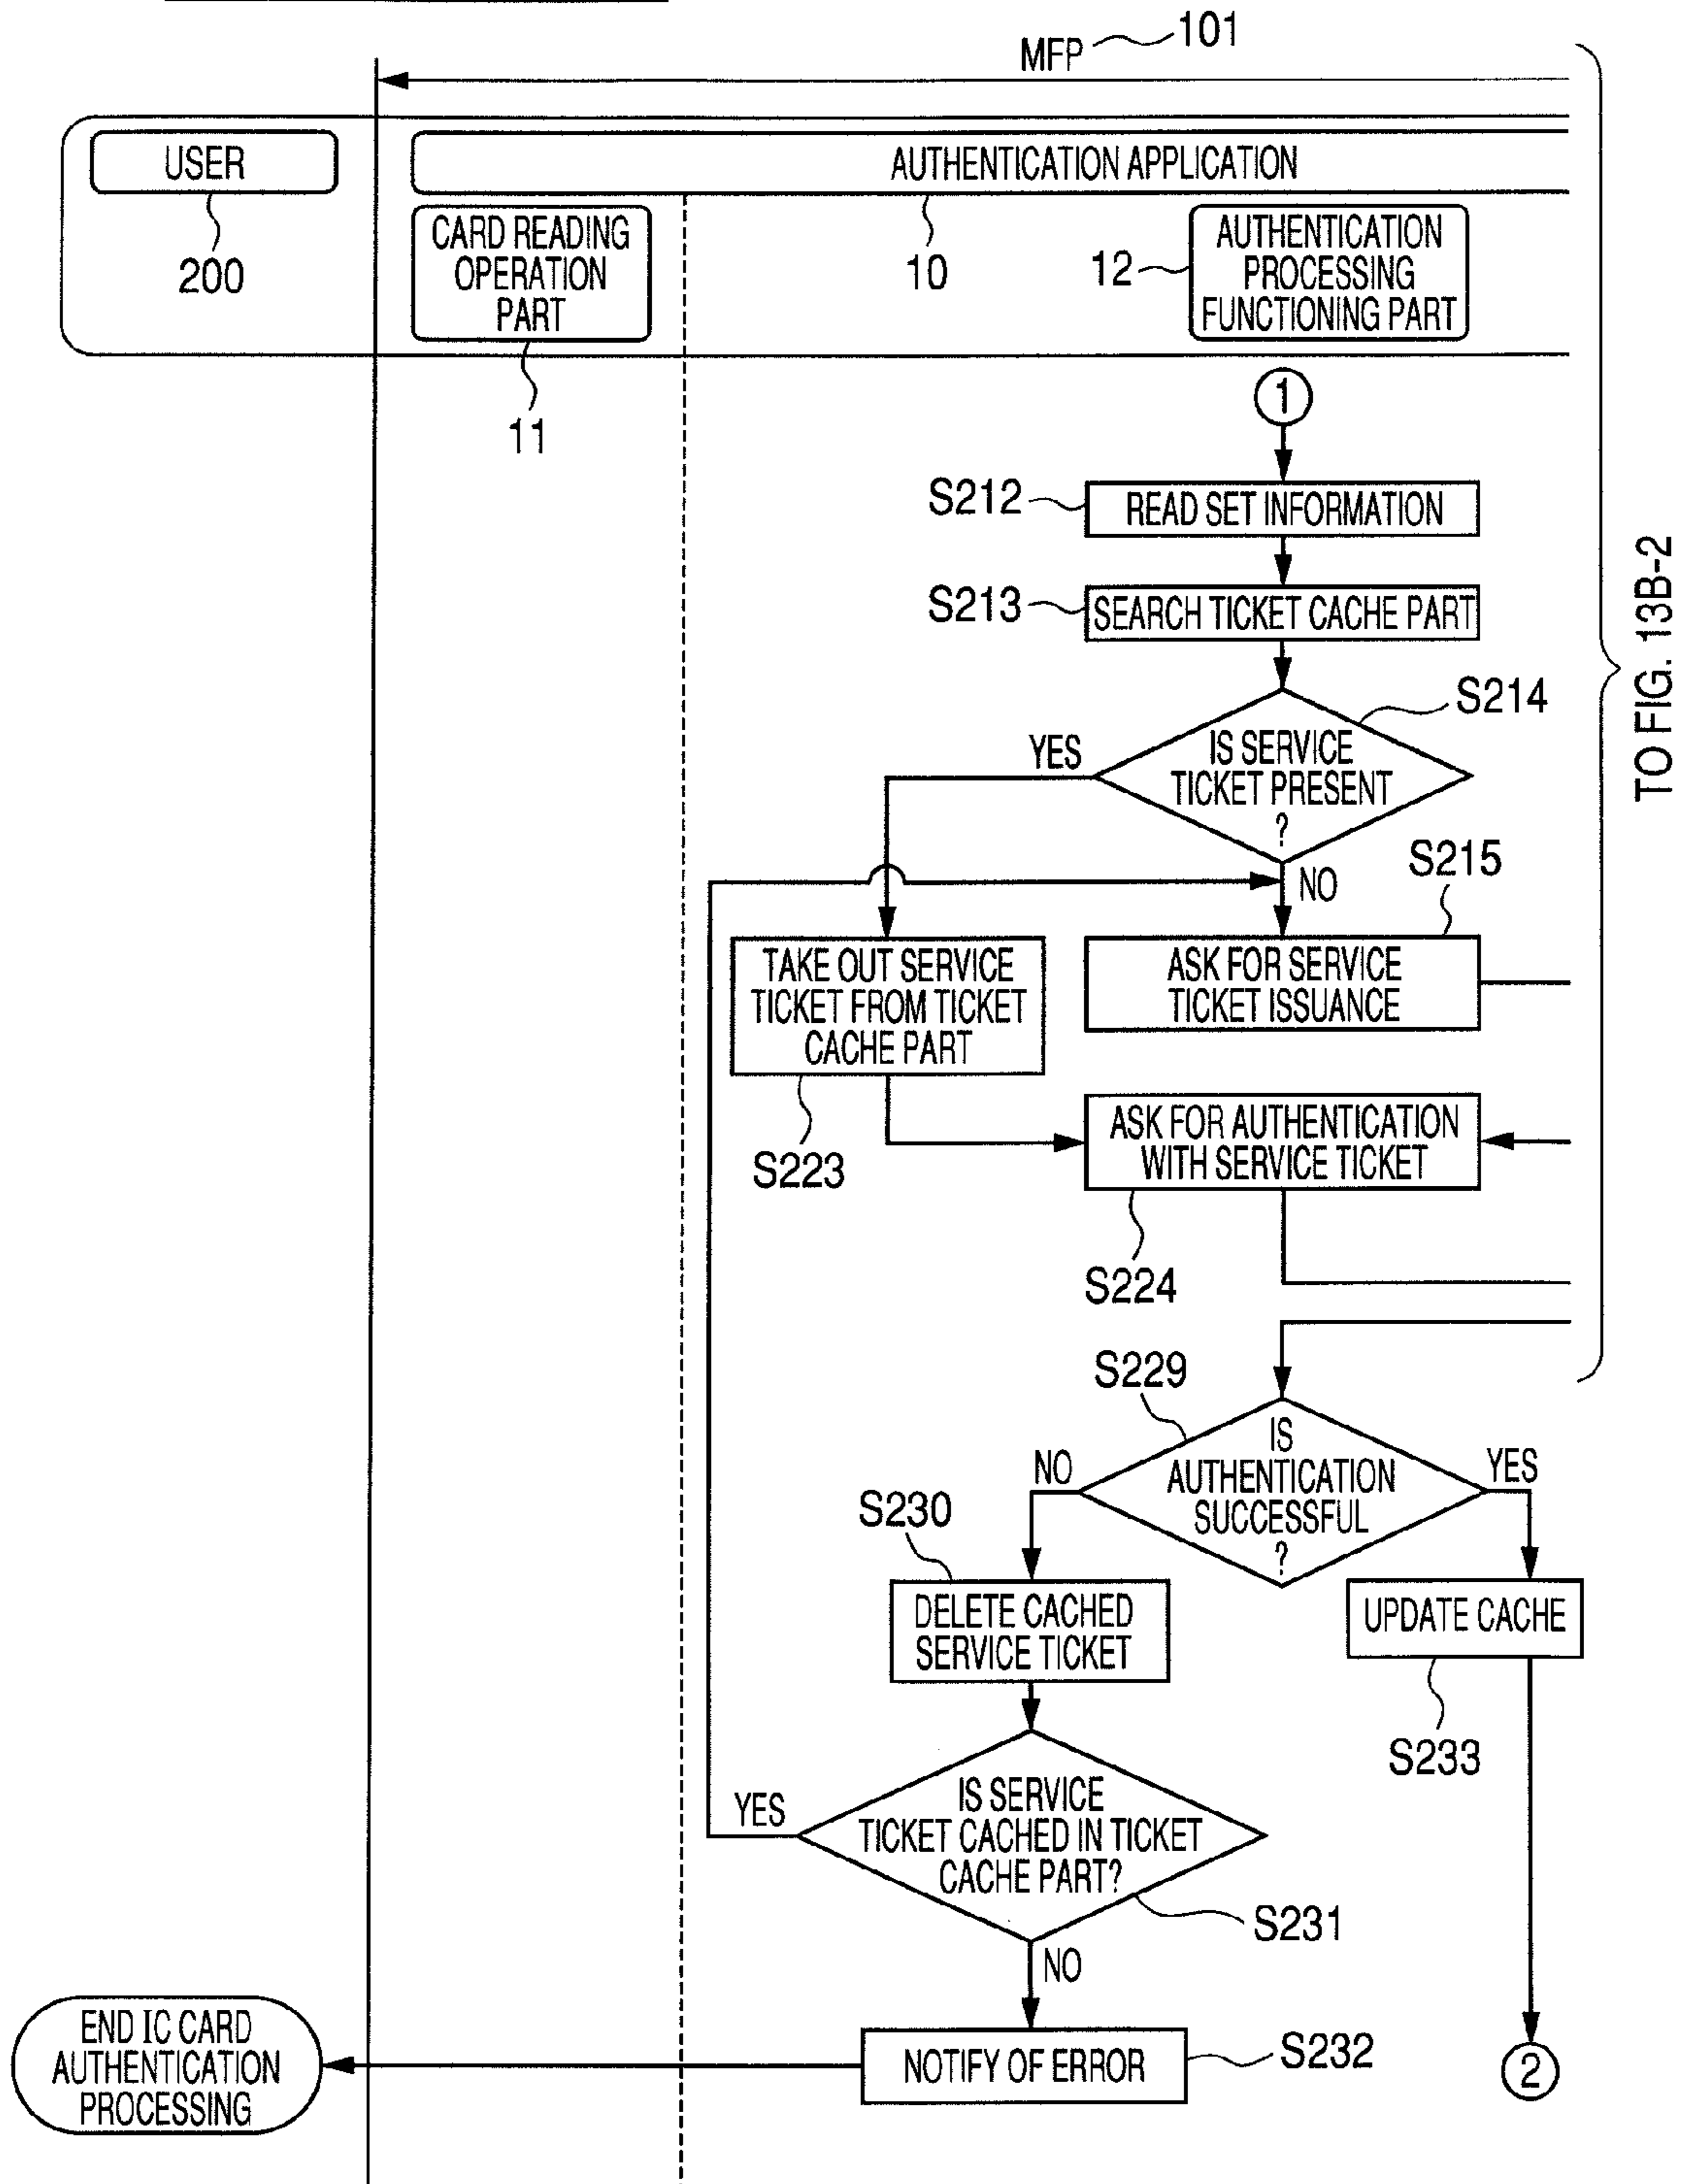 MFP
101
USER
AUTHENTICATION APPLICATION
200
CARD READING
OPERATION
PART
11
10
12
AUTHENTICATION
PROCESSING
FUNCTIONING PART
1
S212
READ SET INFORMATION
S213
SEARCH TICKET CACHE PART
S214
IS SERVICE
TICKET PRESENT
?
YES
NO
S215
TAKE OUT SERVICE
TICKET FROM TICKET
CACHE PART
ASK FOR SERVICE
TICKET ISSUANCE
S223
ASK FOR AUTHENTICATION
WITH SERVICE TICKET
S224
S229
IS
AUTHENTICATION
SUCCESSFUL
?
NO
YES
S230
DELETE CACHED
SERVICE TICKET
UPDATE CACHE
S233
YES
IS SERVICE
TICKET CACHED IN TICKET
CACHE PART?
S231
NO
END IC CARD
AUTHENTICATION
PROCESSING
NOTIFY OF ERROR
S232
2
TO FIG. 13B-2